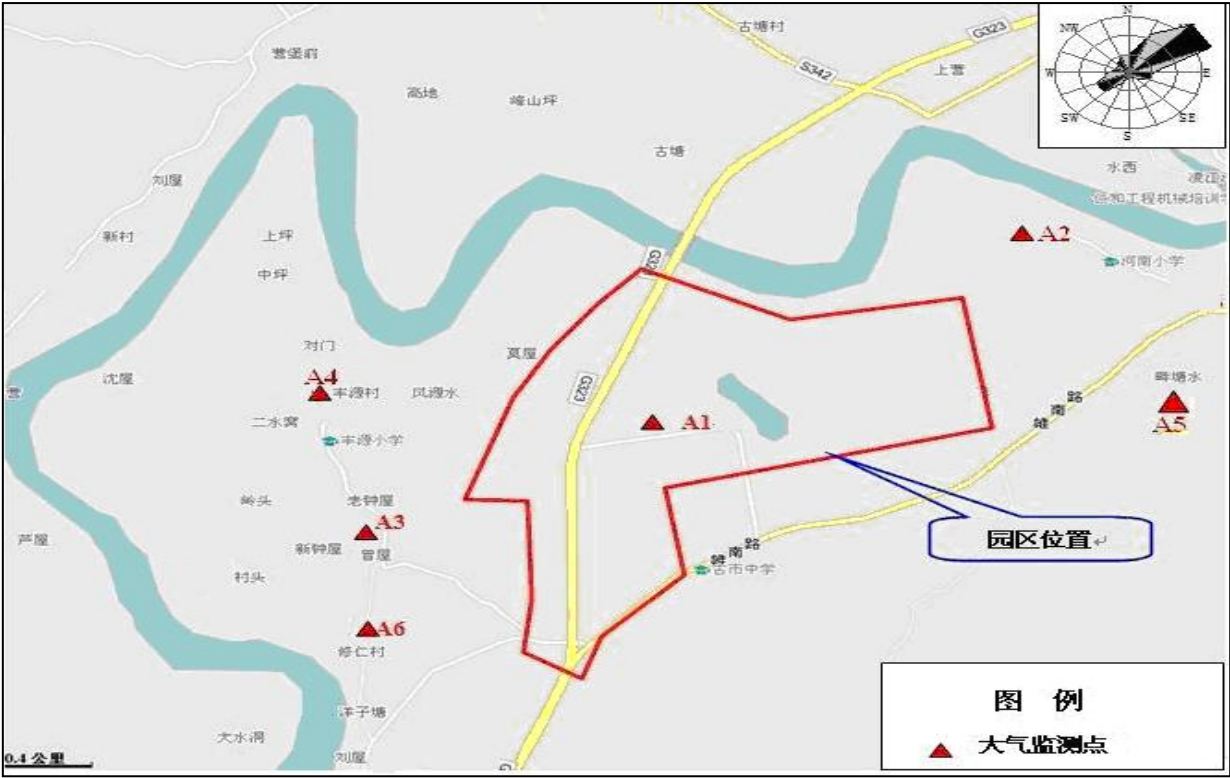 古塘村
G323
N
NW
E
W
E
SW
SE
S
营堡前
S342
上营
高地
峰山坪
古塘
水西
刘屋
A2
河南小学
新村
上坪
中坪
G323
对门
莫屋
沈屋
A4
丰源村
凤源水
G323
畔塘水
A5
雄南路
二水窝
A1
丰源小学
岭头
老钟屋
A3
芦屋
新钟屋
曾屋
园区位置
雄南路
古市中学
村头
A6
修仁村
洋子塘
大水洞
刘屋
0.4 公里
图 例
大气监测点